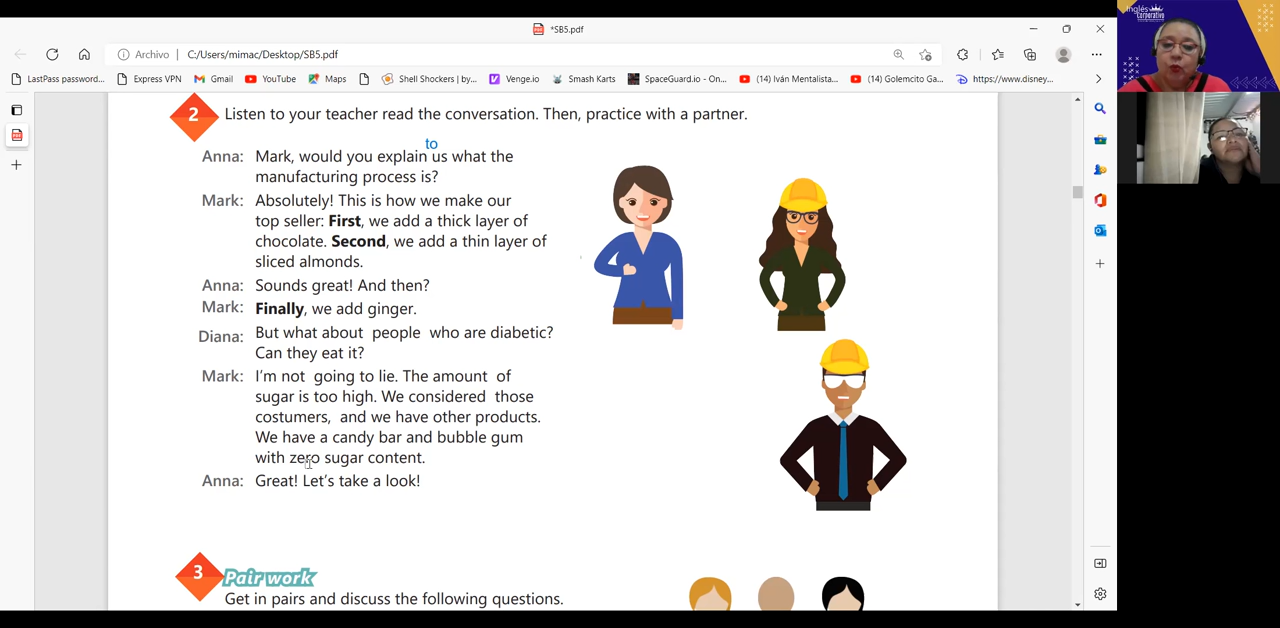 *SB5.pdf
Archivo | C:/Users/mimac/Desktop/SB5.pdf
LastPass password... Express VPN Gmail YouTube Maps Shell Shockers | by... Venge.io Smash Karts SpaceGuard.io - On... (14) Iván Mentalista... (14) Golemcito Ga... https://www.disney...
Inglés
Corporativo
2 Listen to your teacher read the conversation. Then, practice with a partner.
to
Anna: Mark, would you explain us what the
manufacturing process is?
Mark: Absolutely! This is how we make our
top seller: First, we add a thick layer of
chocolate. Second, we add a thin layer of
sliced almonds.
Anna: Sounds great! And then?
Mark: Finally, we add ginger.
Diana: But what about people who are diabetic?
Can they eat it?
Mark: I'm not going to lie. The amount of
sugar is too high. We considered those
costumers, and we have other products.
We have a candy bar and bubble gum
with zero sugar content.
Anna: Great! Let's take a look!
3 Pair work
Get in pairs and discuss the following questions.